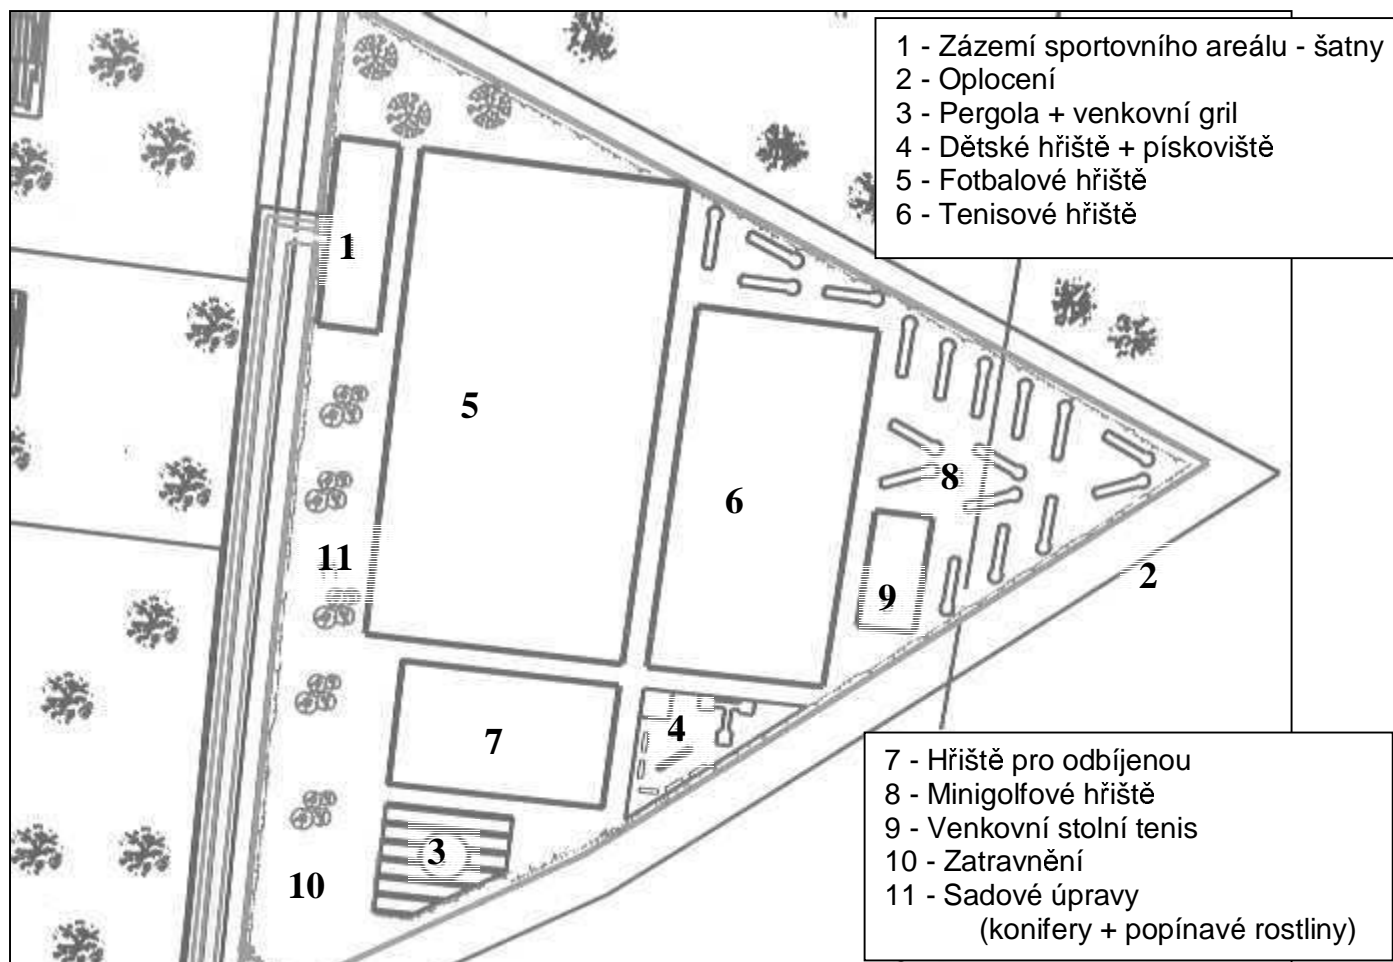 1 - Zázemí sportovního areálu - šatny
2 - Oplocení
3 - Pergola + venkovní gril
4 - Dětské hřiště + pískoviště
5 - Fotbalové hřiště
6 - Tenisové hřiště
1
5
6
8
11
9
2
4
7
3
10
7 - Hřiště pro odbíjenou
8 - Minigolfové hřiště
9 - Venkovní stolní tenis
10 - Zatravnění
11 - Sadové úpravy
(konifery + popínavé rostliny)